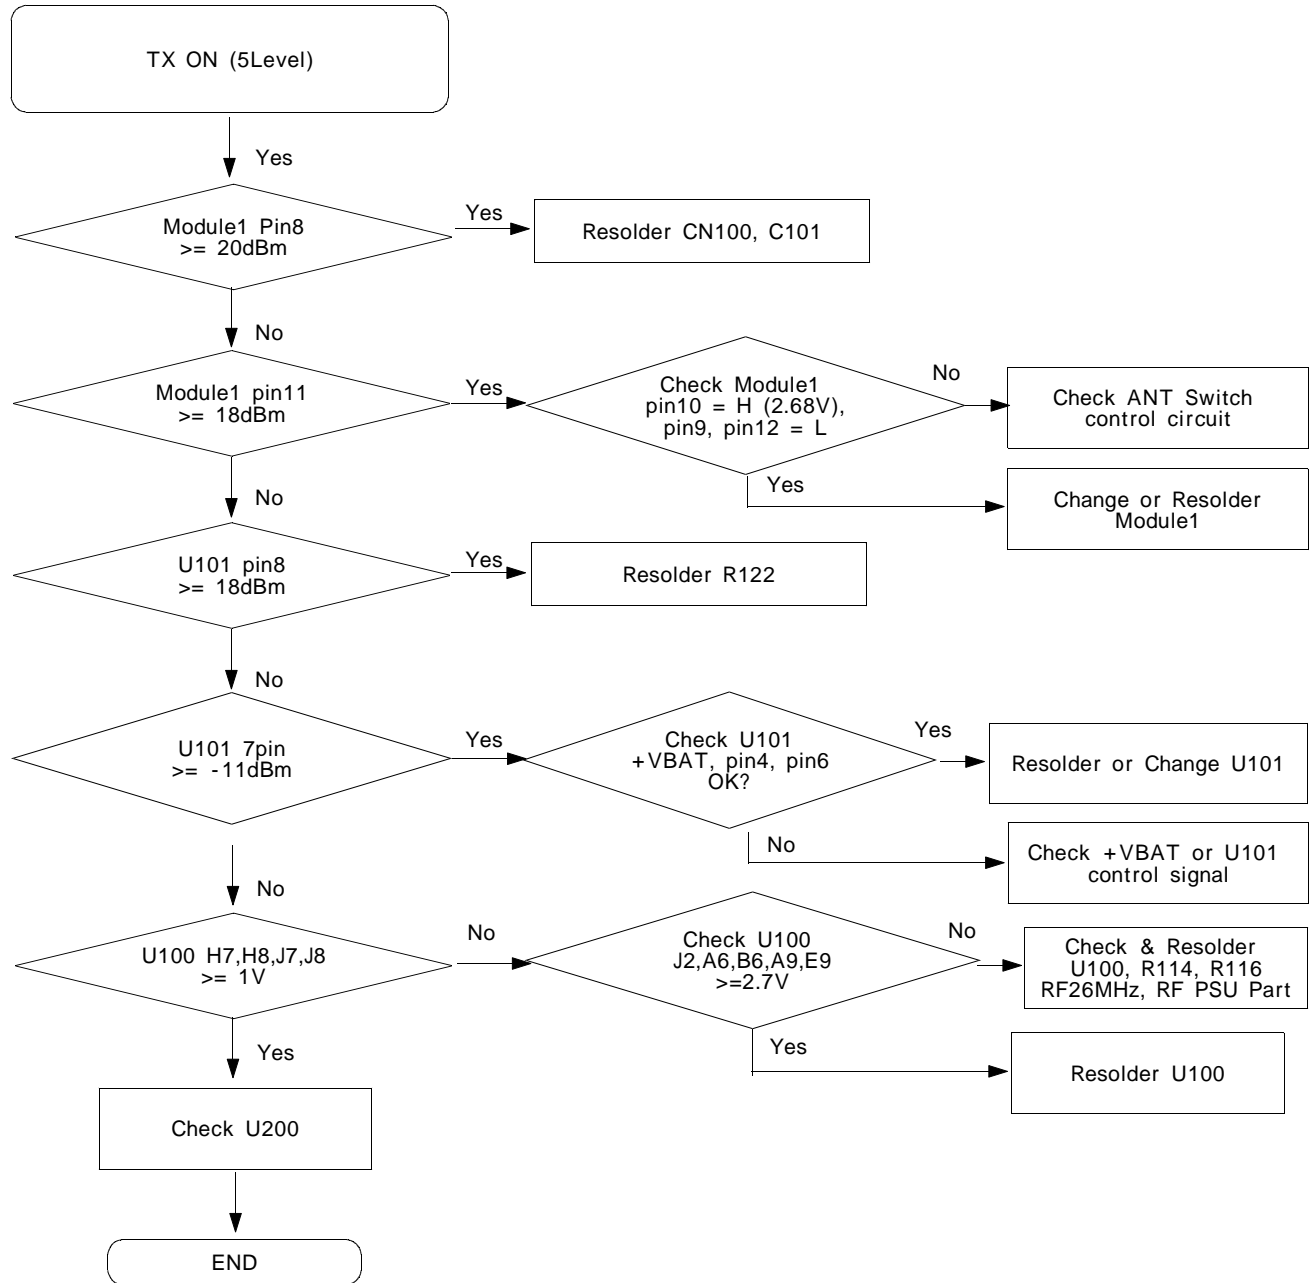 TX ON (5Level)
Yes
Module1 Pin8
>= 20dBm
Yes
Resolder CN100, C101
No
Module1 pin11
>= 18dBm
Yes
Check Module1
pin10 = H (2.68V),
pin9, pin12 = L
No
Check ANT Switch
control circuit
Yes
Change or Resolder
Module1
No
U101 pin8
>= 18dBm
Yes
Resolder R122
No
U101 7pin
>= -11dBm
Yes
Check U101
+VBAT, pin4, pin6
OK?
Yes
Resolder or Change U101
No
Check +VBAT or U101
control signal
No
U100 H7,H8,J7,J8
>= 1V
No
Check U100
J2,A6,B6,A9,E9
>=2.7V
No
Check & Resolder
U100, R114, R116
RF26MHz, RF PSU Part
Yes
Resolder U100
Yes
Check U200
END